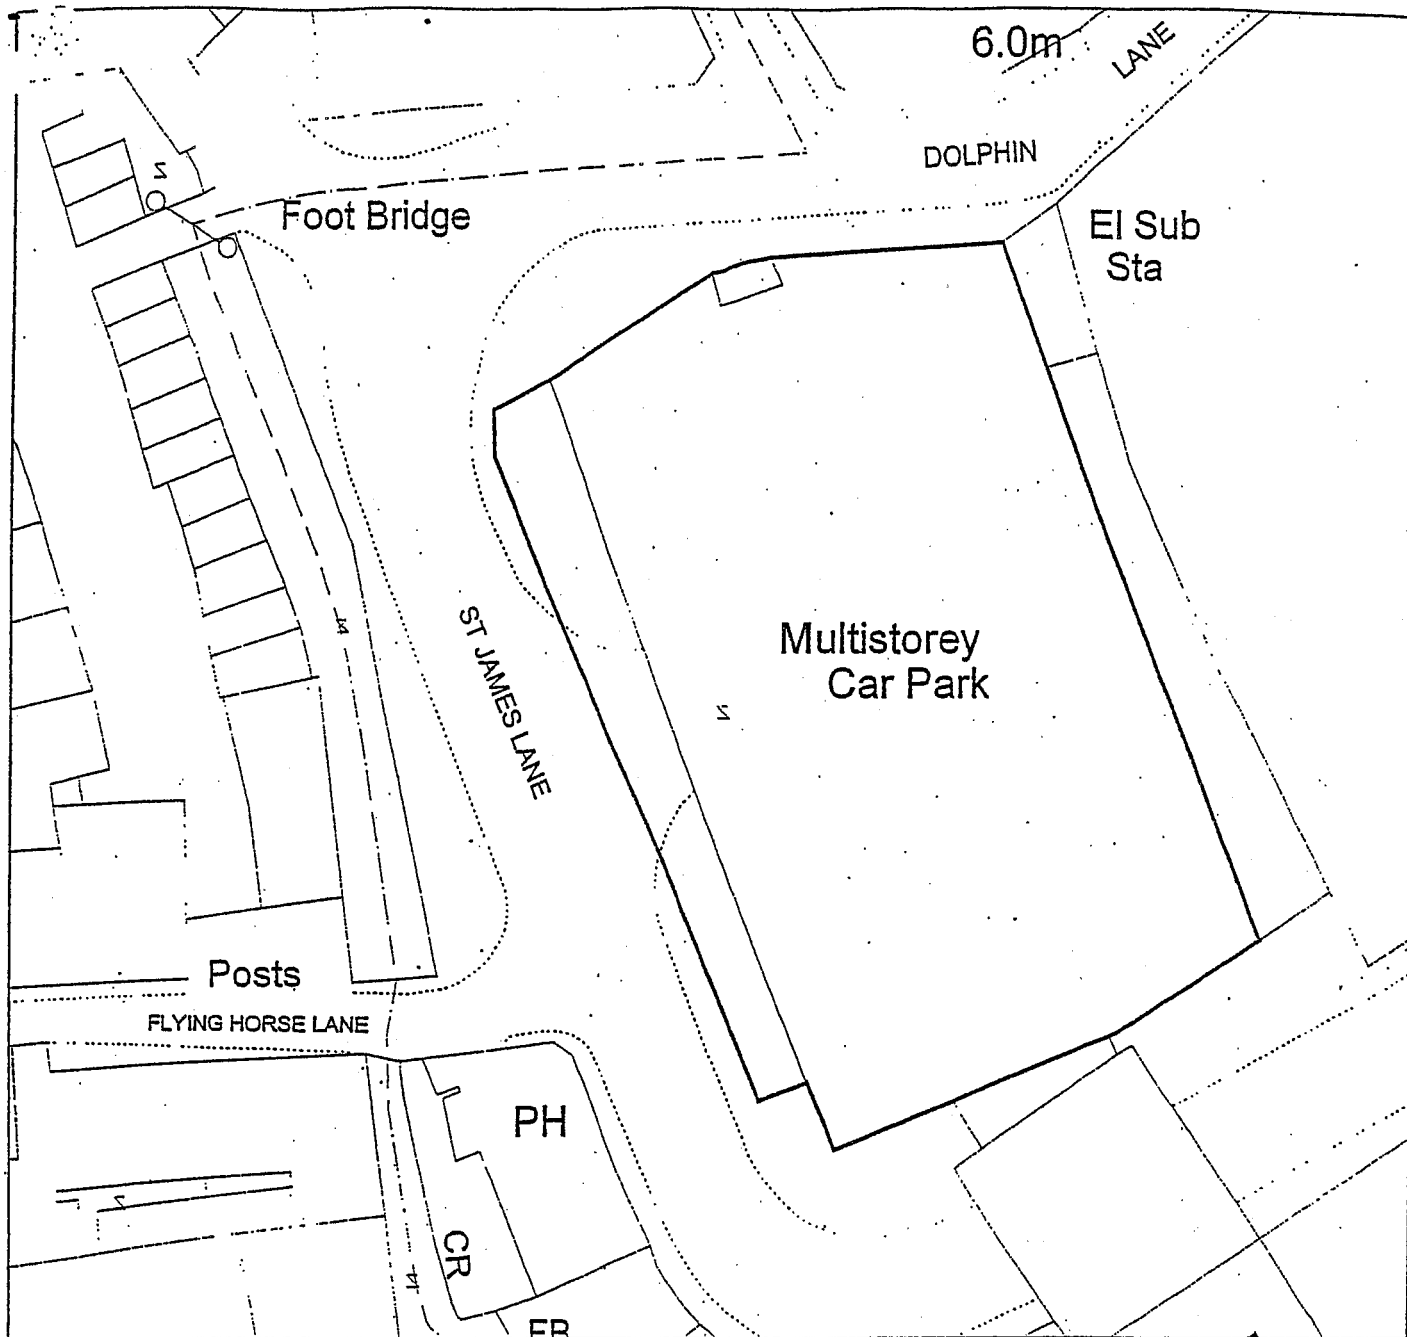 6.0m
LANE
DOLPHIN
Foot Bridge
El Sub
Sta
ST JAMES LANE
Multistorey
Car Park
Posts
FLYING HORSE LANE
PH
CR